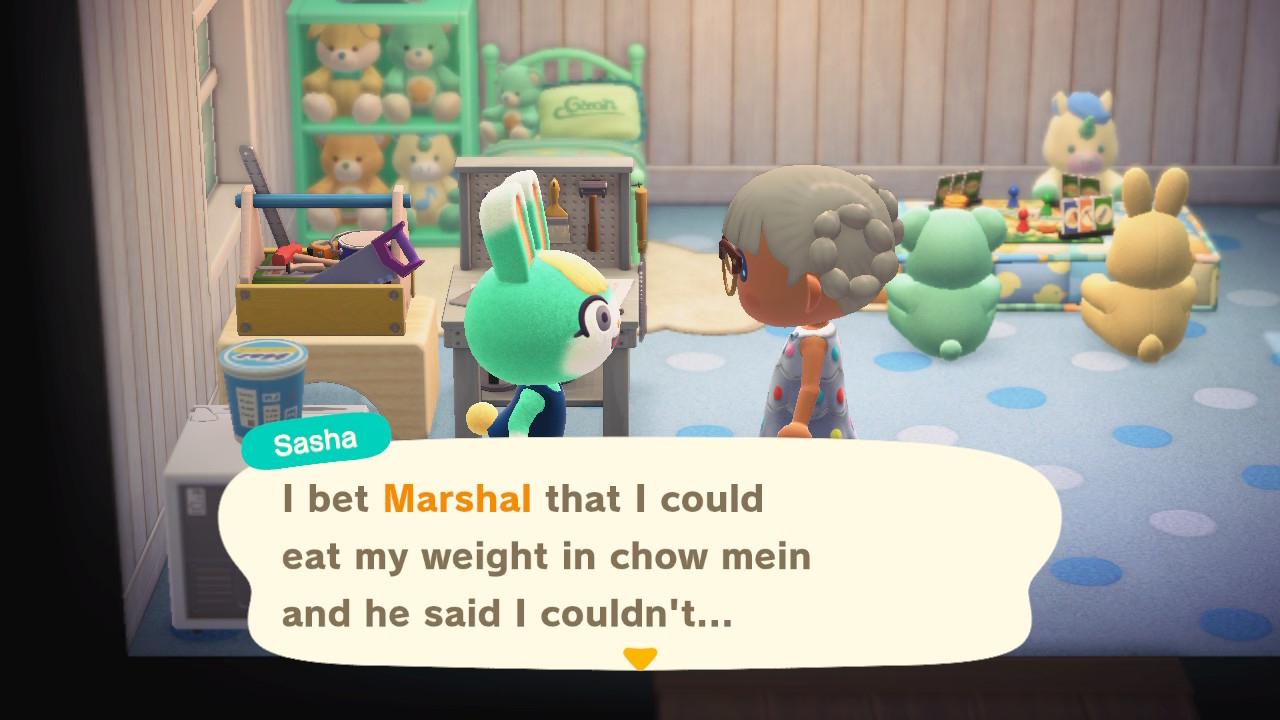 Sasha
I bet Marshal that I could
eat my weight in chow mein
and he said I couldn't...